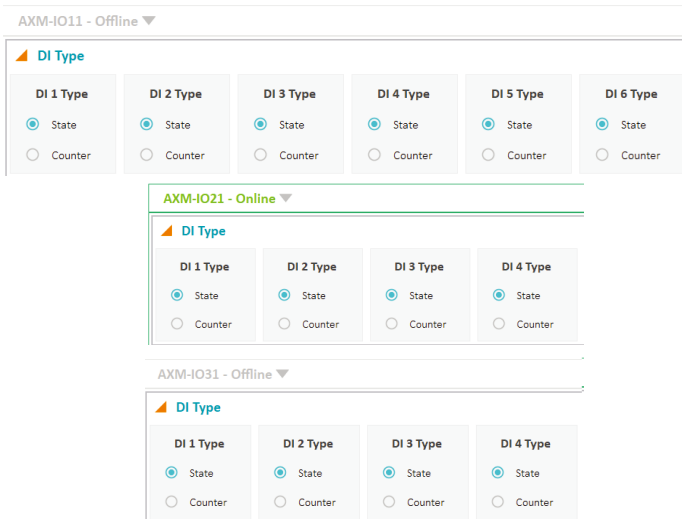 AXM-IO11 - Offline
DI Type
DI 1 Type DI 2 Type DI 3 Type DI 4 Type DI 5 Type DI 6 Type
State State State State State State
Counter Counter Counter Counter Counter Counter
AXM-IO21 - Online
DI Type
DI 1 Type DI 2 Type DI 3 Type DI 4 Type
State State State State
Counter Counter Counter Counter
AXM-IO31 - Offline
DI Type
DI 1 Type DI 2 Type DI 3 Type DI 4 Type
State State State State
Counter Counter Counter Counter